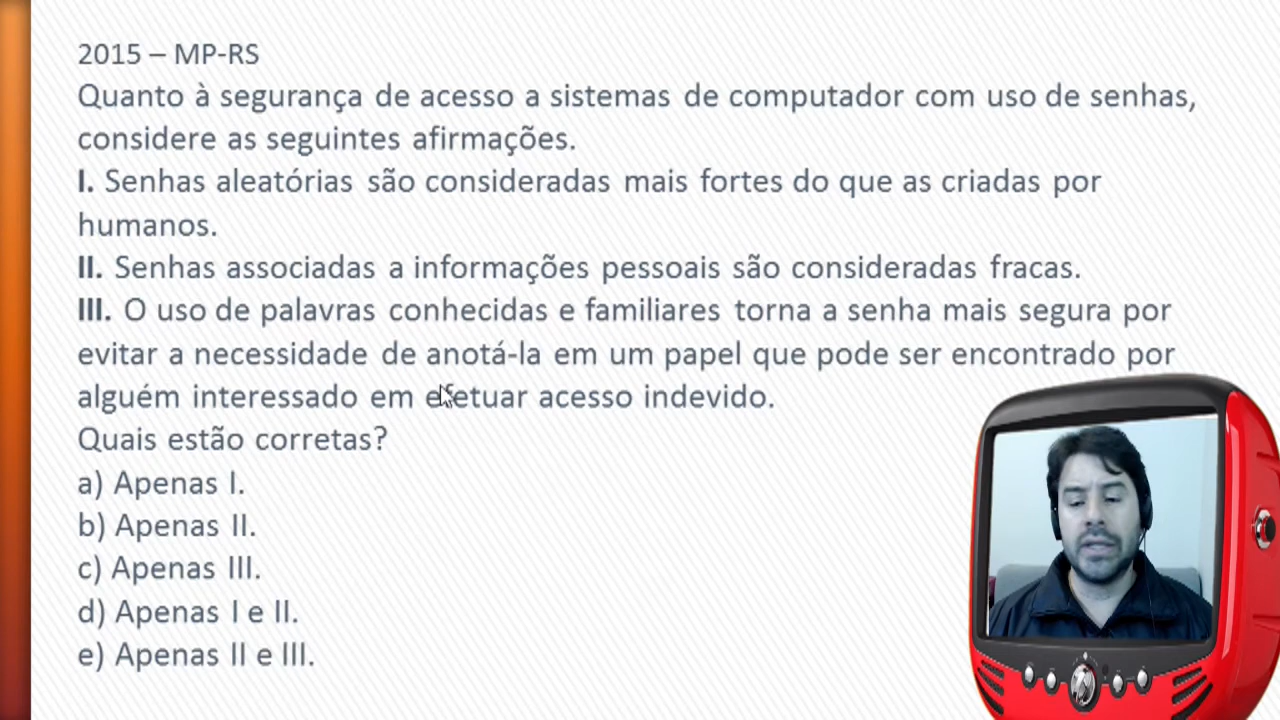 2015 – MP-RS
Quanto à segurança de acesso a sistemas de computador com uso de senhas,
considere as seguintes afirmações.
I. Senhas aleatórias são consideradas mais fortes do que as criadas por
humanos.
II. Senhas associadas a informações pessoais são consideradas fracas.
III. O uso de palavras conhecidas e familiares torna a senha mais segura por
evitar a necessidade de anotá-la em um papel que pode ser encontrado por
alguém interessado em efetuar acesso indevido.
Quais estão corretas?
a) Apenas I.
b) Apenas II.
c) Apenas III.
d) Apenas I e II.
e) Apenas II e III.